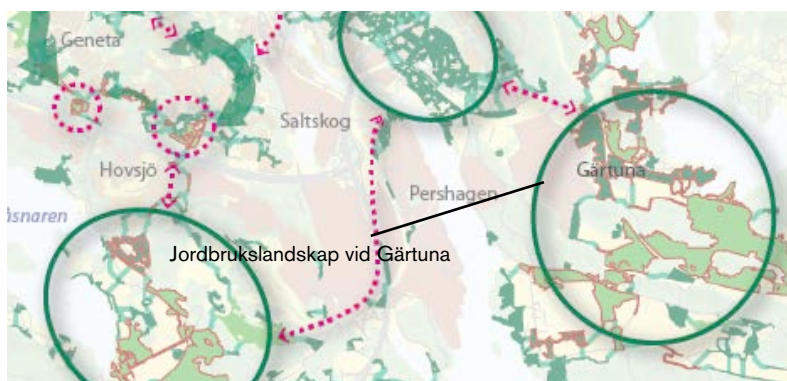 Geneta
Saltskog
Hovsjö
Pershagen
Gärtuna
Jordbrukslandskap vid Gärtuna